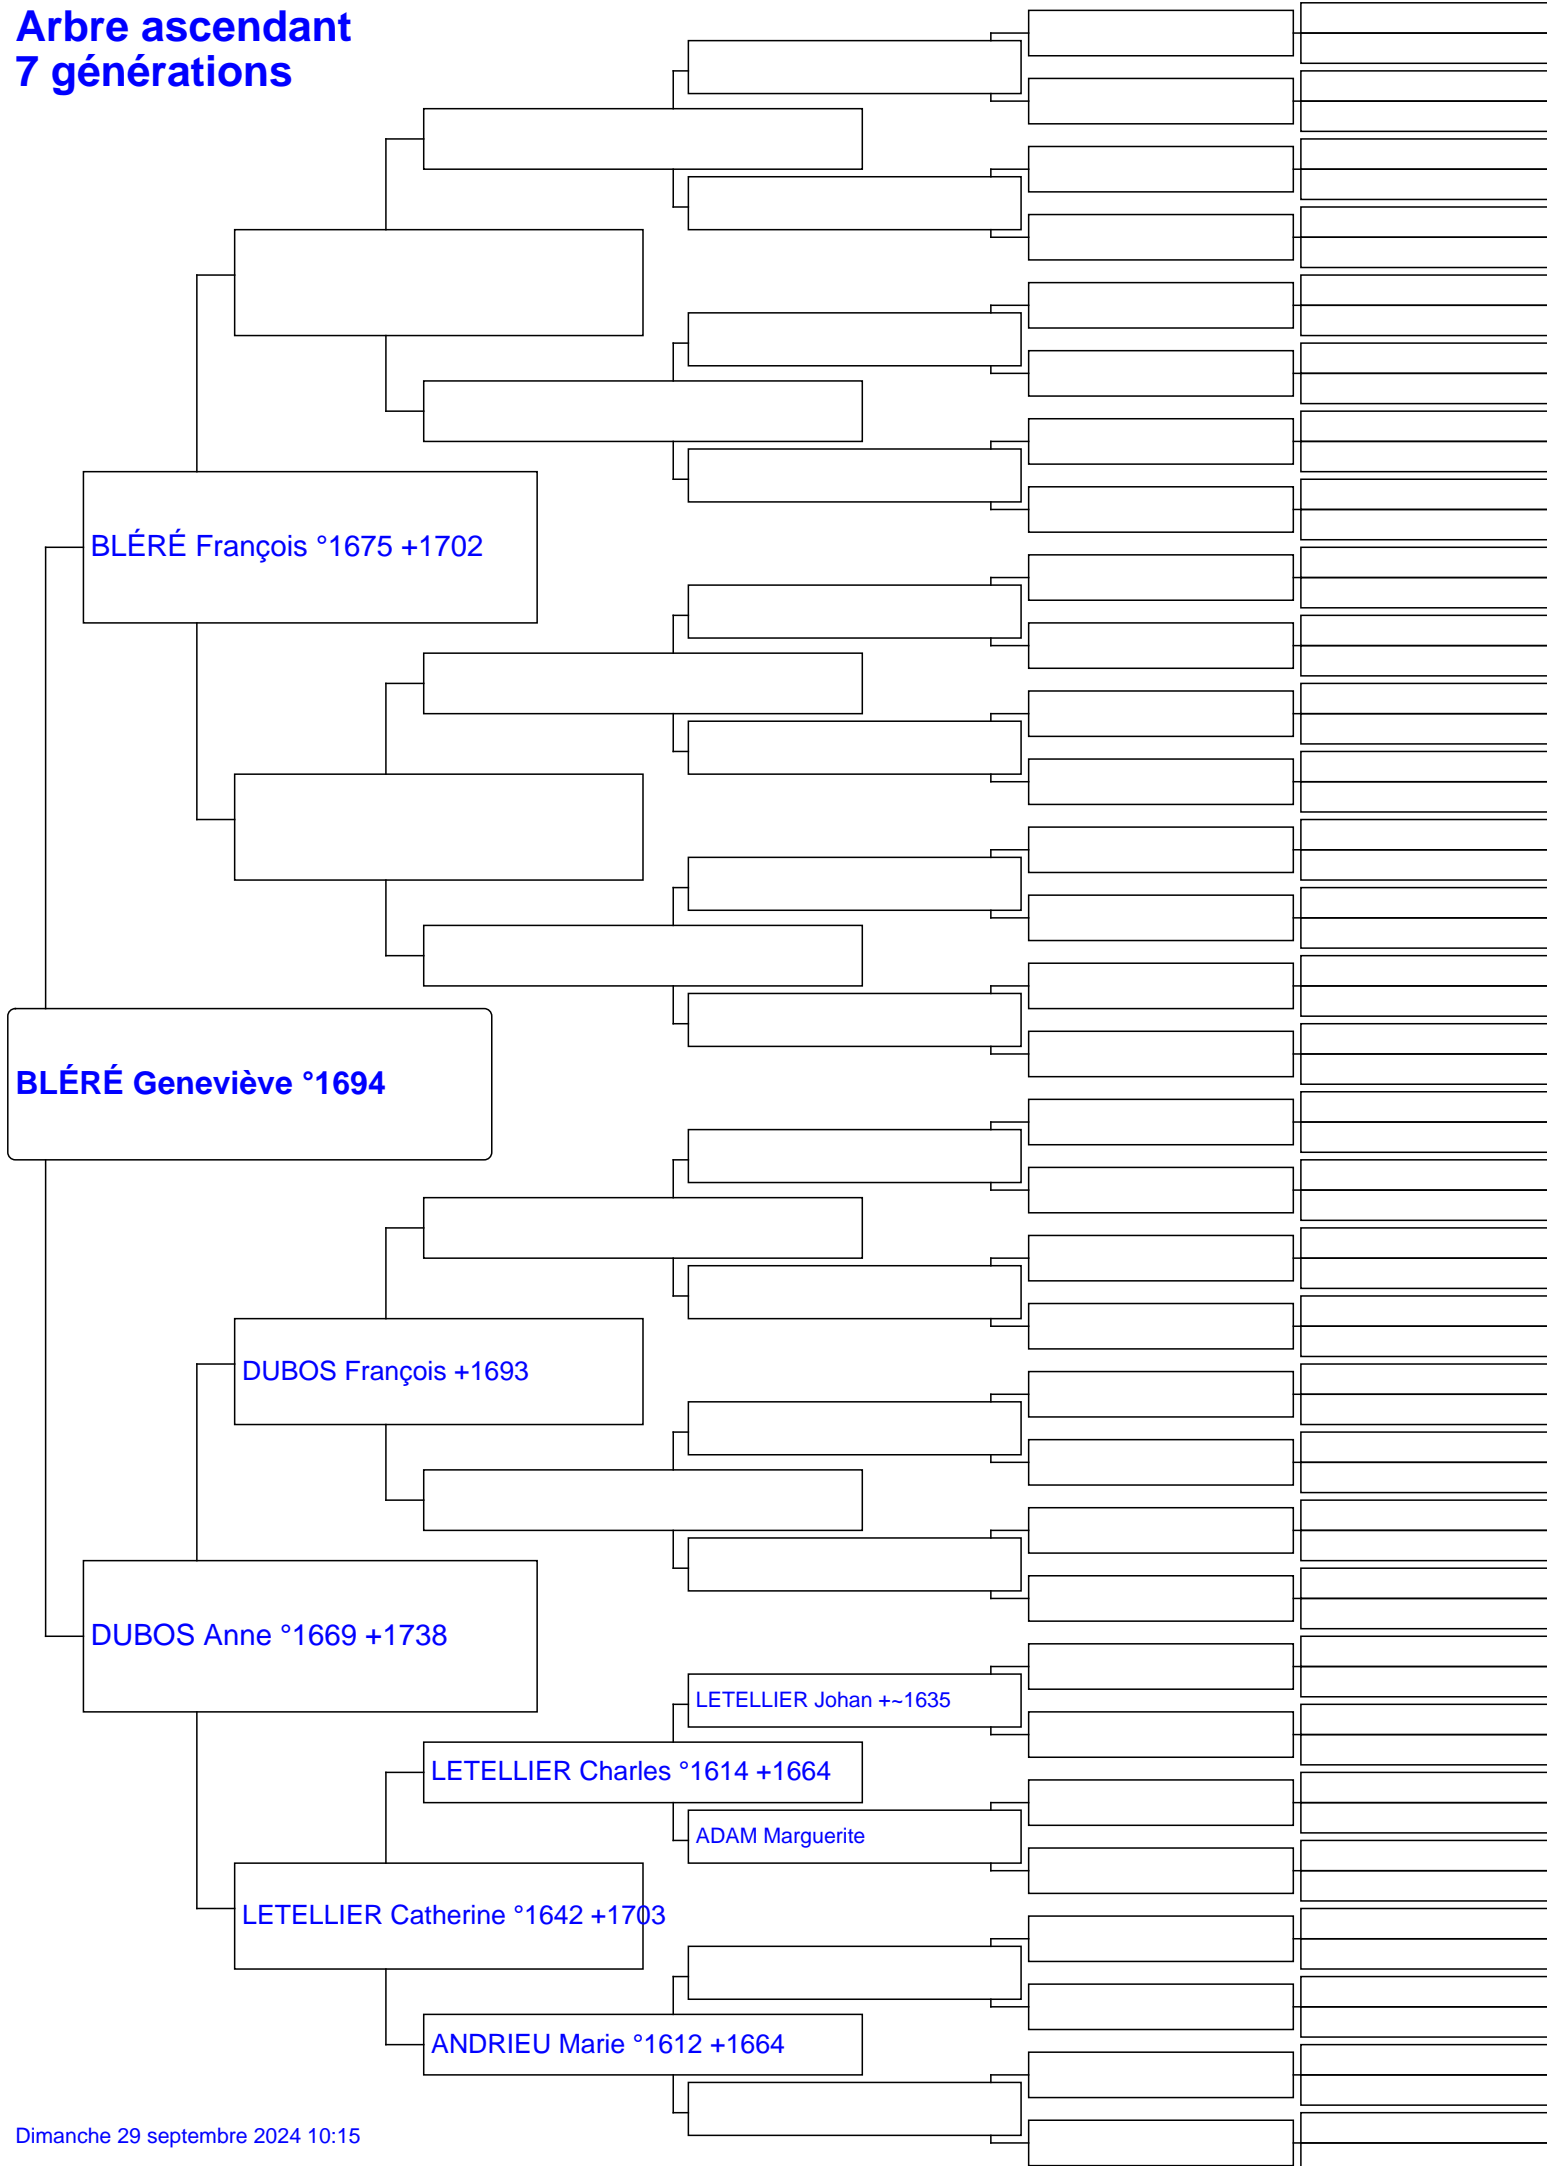 Arbre ascendant
7 générations
BLÉRÉ François °1675 +1702
BLÉRÉ Geneviève °1694
DUBOS François +1693
DUBOS Anne °1669 +1738
LETELLIER Johan +~1635
LETELLIER Charles °1614 +1664
ADAM Marguerite
LETELLIER Catherine °1642 +1703
ANDRIEU Marie °1612 +1664
Dimanche 29 septembre 2024 10:15